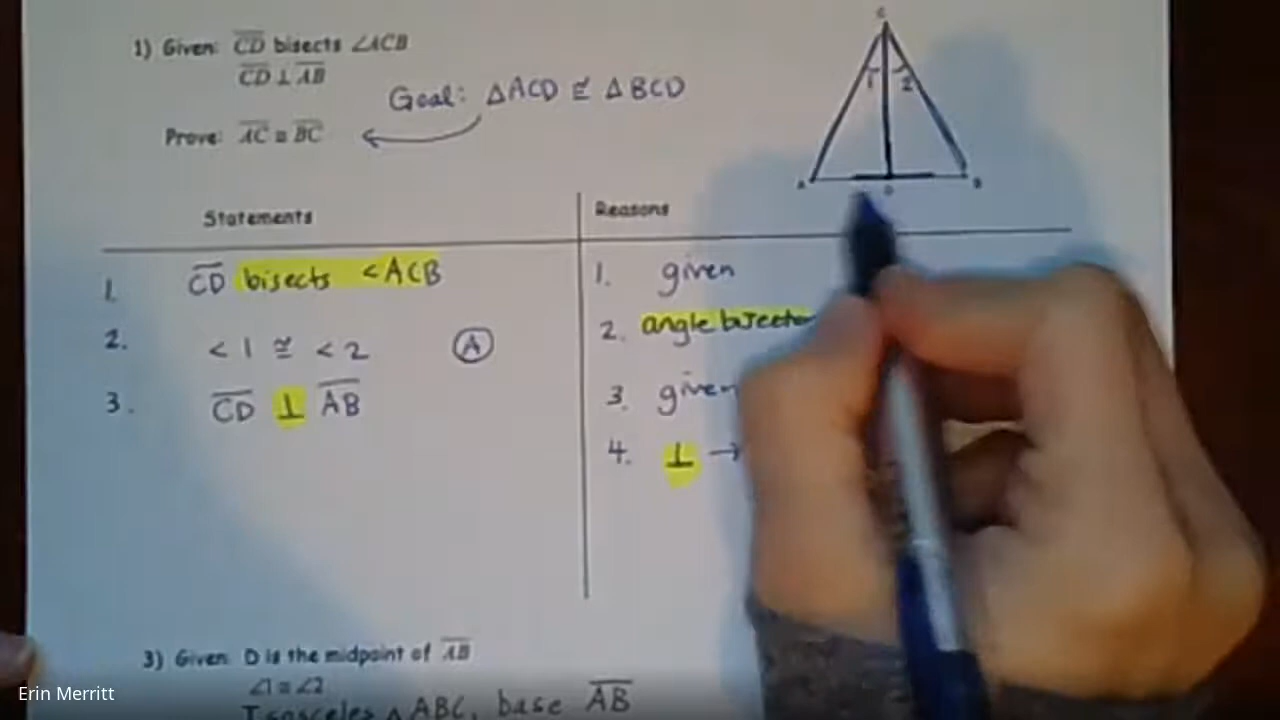 1) Given: CD bisects ∠ACB
CD ⊥ AB
Goal: △ACD ≅ △BCD
Prove: AC ≅ BC
C
1 2
A D B
Statements
Reasons
1. CD bisects <ACB
1. given
2. <1 ≅ <2 A
2. angle bisector
3. CD ⊥ AB
3. given
4. ⊥ →
3) Given: D is the midpoint of AB
∠1 ≅ ∠2
Isosceles △ABC, base AB
Erin Merritt